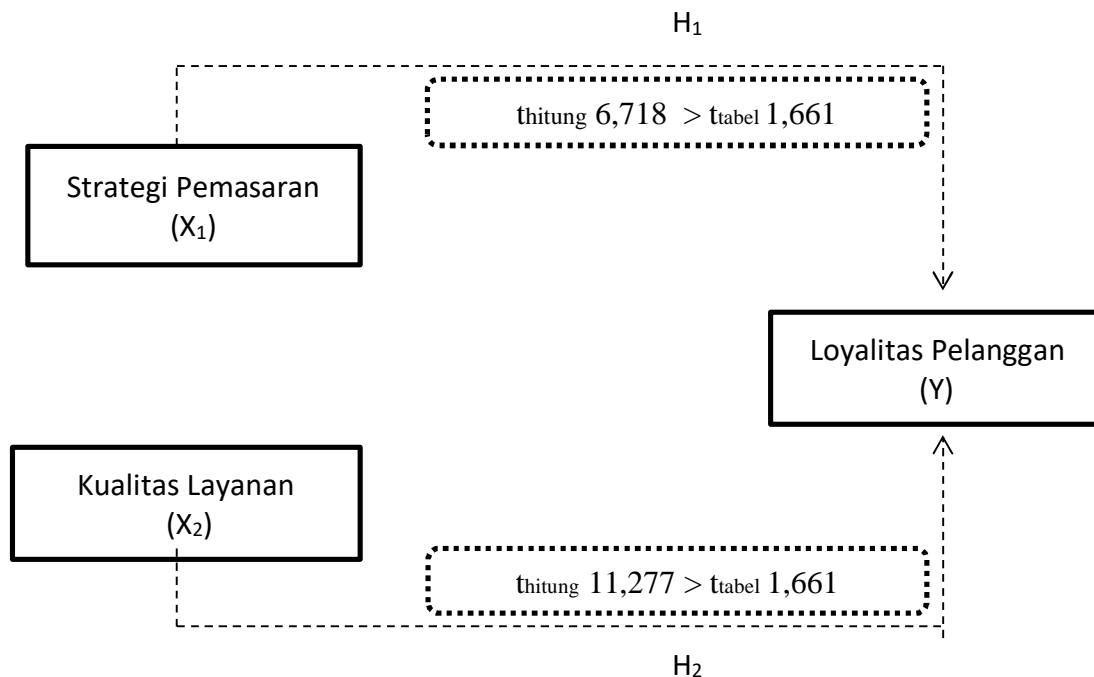 H₁
thitung 6,718 > ttabel 1,661
Strategi Pemasaran
(X₁)
Loyalitas Pelanggan
(Y)
Kualitas Layanan
(X₂)
thitung 11,277 > ttabel 1,661
H₂